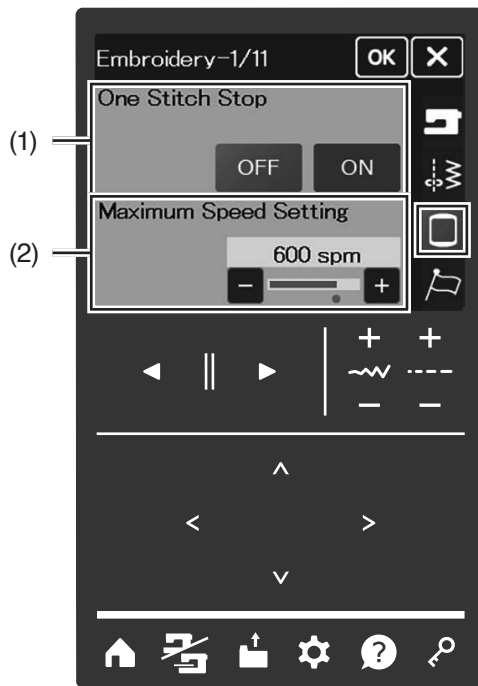 Embroidery-1/11 OK X
One Stitch Stop
(1)
OFF ON
Maximum Speed Setting
(2)
600 spm
- +
+ +
- -
?